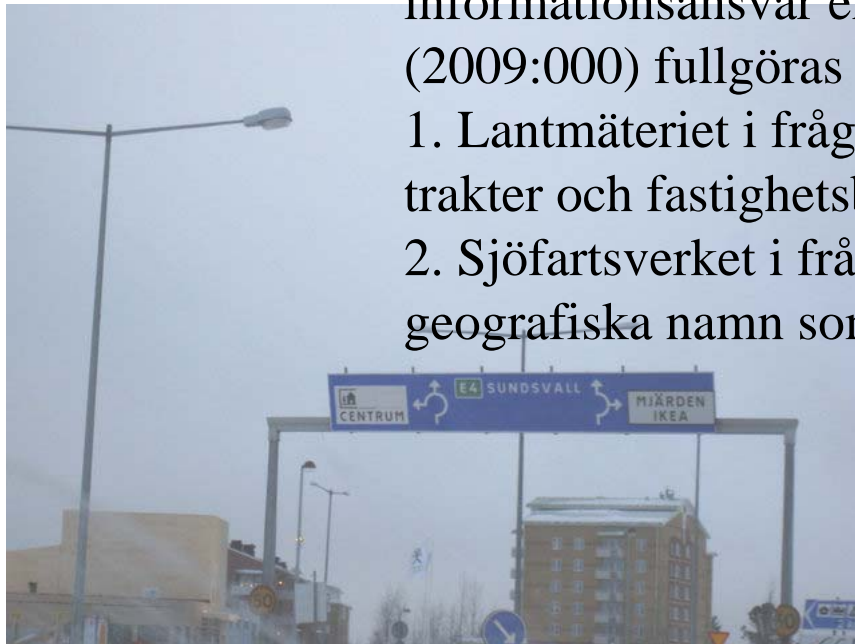 informationsansvar
(2009:000) fullgöras
1. Lantmäteriet i fråg
trakter och fastighets
2. Sjöfartsverket i frå
geografiska namn so
E4 SUNDSVALL
CENTRUM
MJÄRDEN
IKEA
50